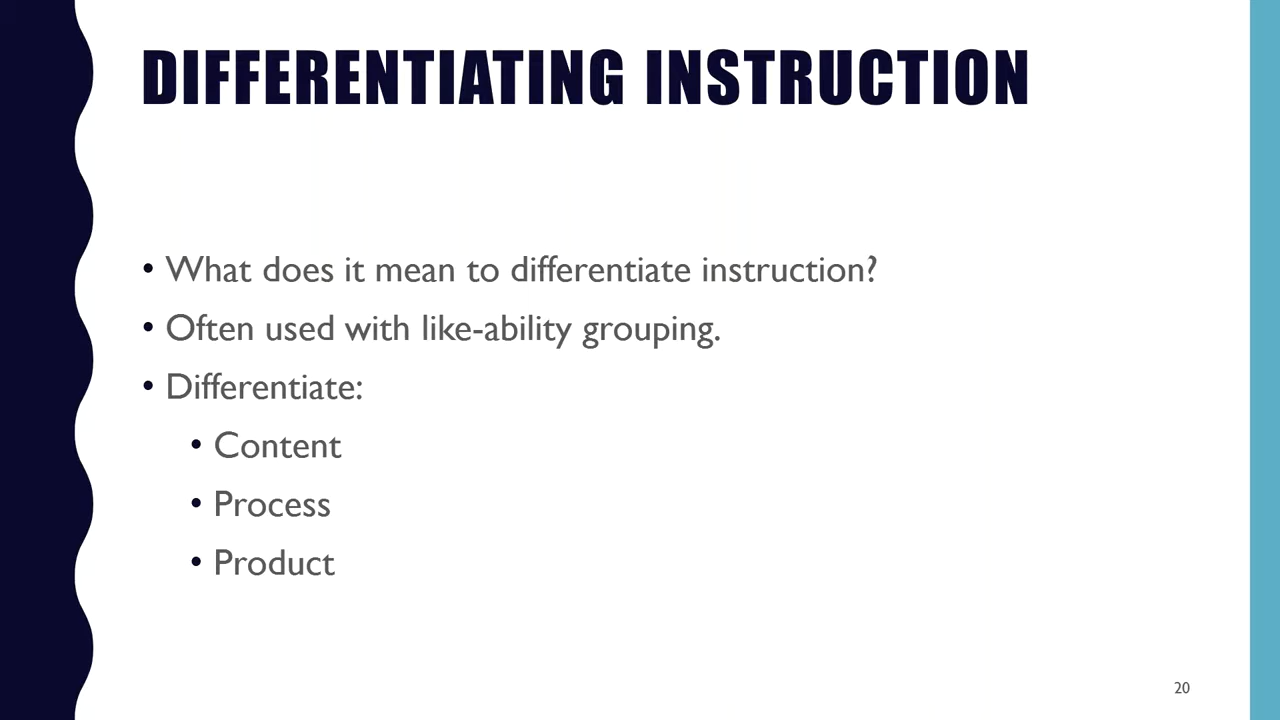 DIFFERENTIATING INSTRUCTION
• What does it mean to differentiate instruction?
• Often used with like-ability grouping.
• Differentiate:
• Content
• Process
• Product
20